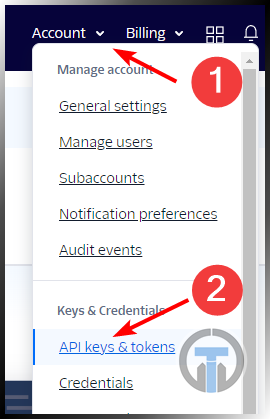 Account Billing
1
Manage account
General settings
Manage users
Subaccounts
Notification preferences
Audit events
2
Keys & Credentials
API keys & tokens
Credentials